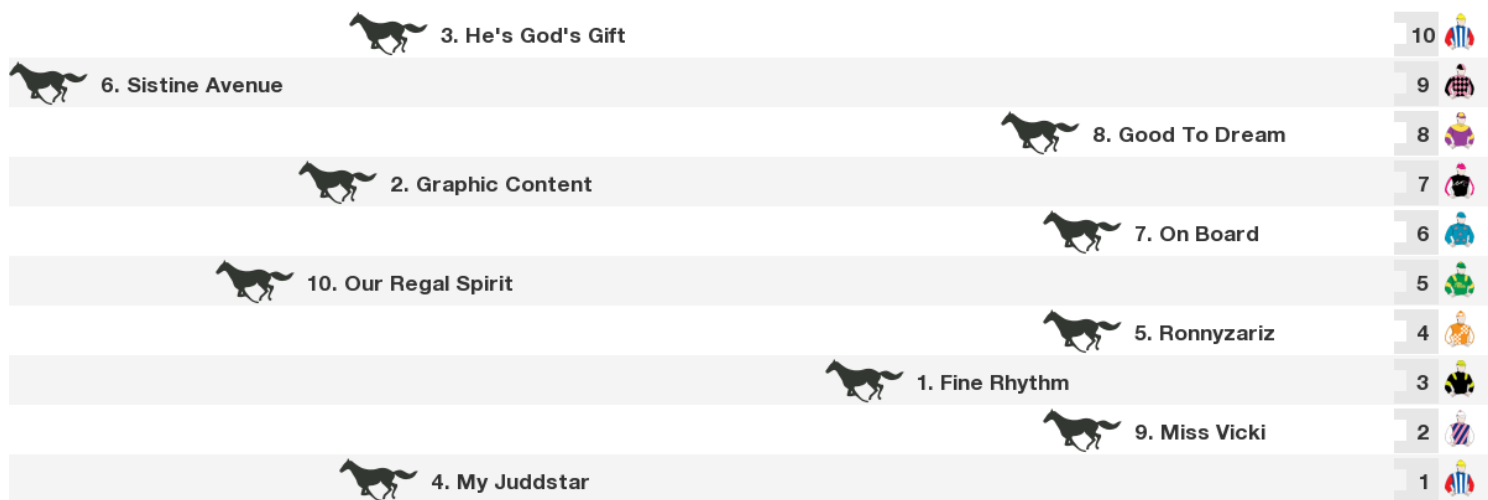 3. He's God's Gift 10
6. Sistine Avenue 9
8. Good To Dream 8
2. Graphic Content 7
7. On Board 6
10. Our Regal Spirit 5
5. Ronnyzariz 4
1. Fine Rhythm 3
9. Miss Vicki 2
4. My Juddstar 1